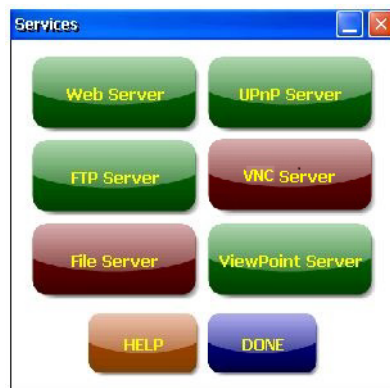 Services
Web Server
UPnP Server
FTP Server
VNC Server
File Server
ViewPoint Server
HELP
DONE